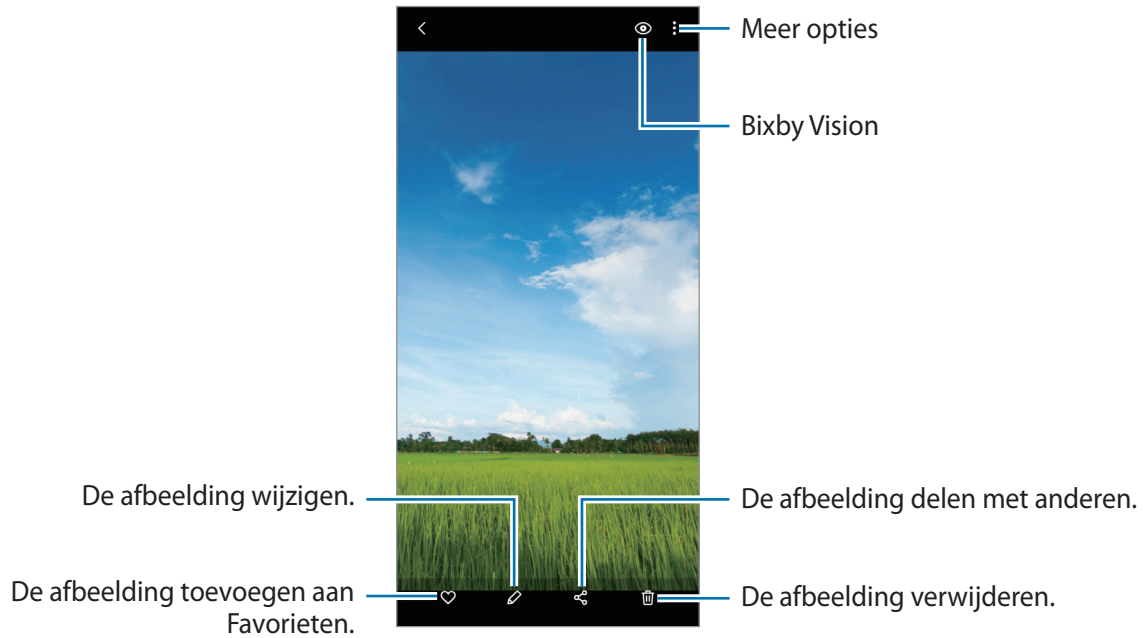 Meer opties
Bixby Vision
De afbeelding wijzigen.
De afbeelding delen met anderen.
De afbeelding toevoegen aan
Favorieten.
De afbeelding verwijderen.